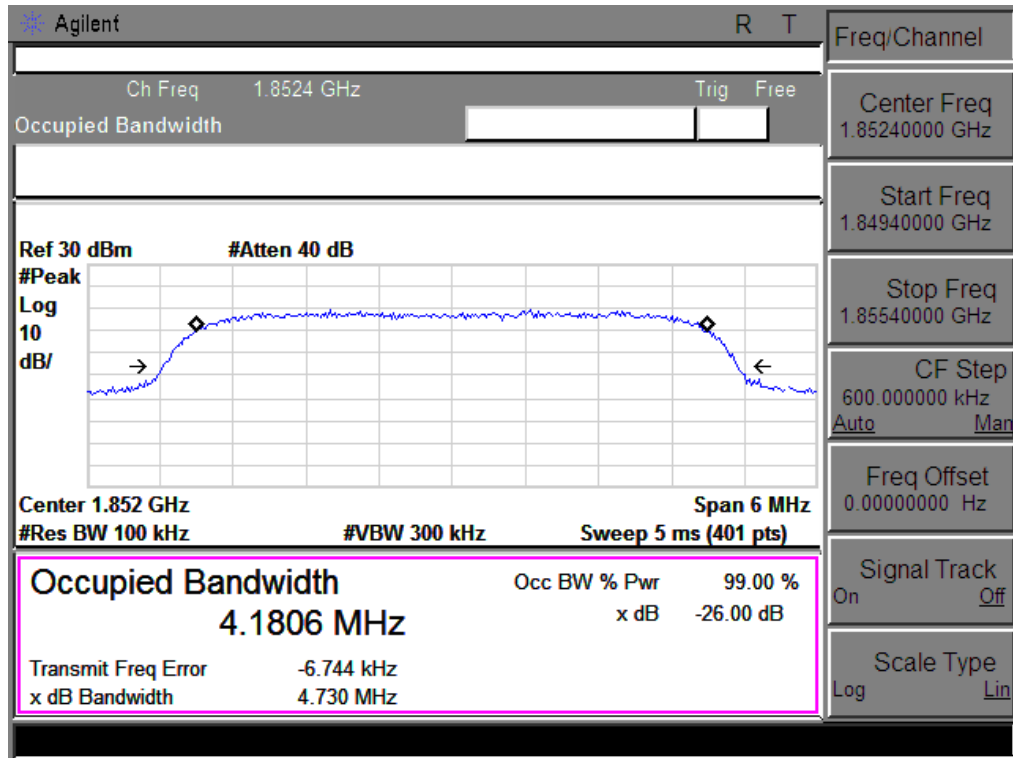 Agilent R T
Ch Freq 1.8524 GHz Trig Free
Occupied Bandwidth
Ref 30 dBm #Atten 40 dB
#Peak
Log
10
dB/
Center 1.852 GHz Span 6 MHz
#Res BW 100 kHz #VBW 300 kHz Sweep 5 ms (401 pts)
Occupied Bandwidth
4.1806 MHz
Occ BW % Pwr 99.00 %
x dB -26.00 dB
Transmit Freq Error -6.744 kHz
x dB Bandwidth 4.730 MHz
Freq/Channel
Center Freq
1.85240000 GHz
Start Freq
1.84940000 GHz
Stop Freq
1.85540000 GHz
CF Step
600.000000 kHz
Auto Man
Freq Offset
0.00000000 Hz
Signal Track
On Off
Scale Type
Log Lin